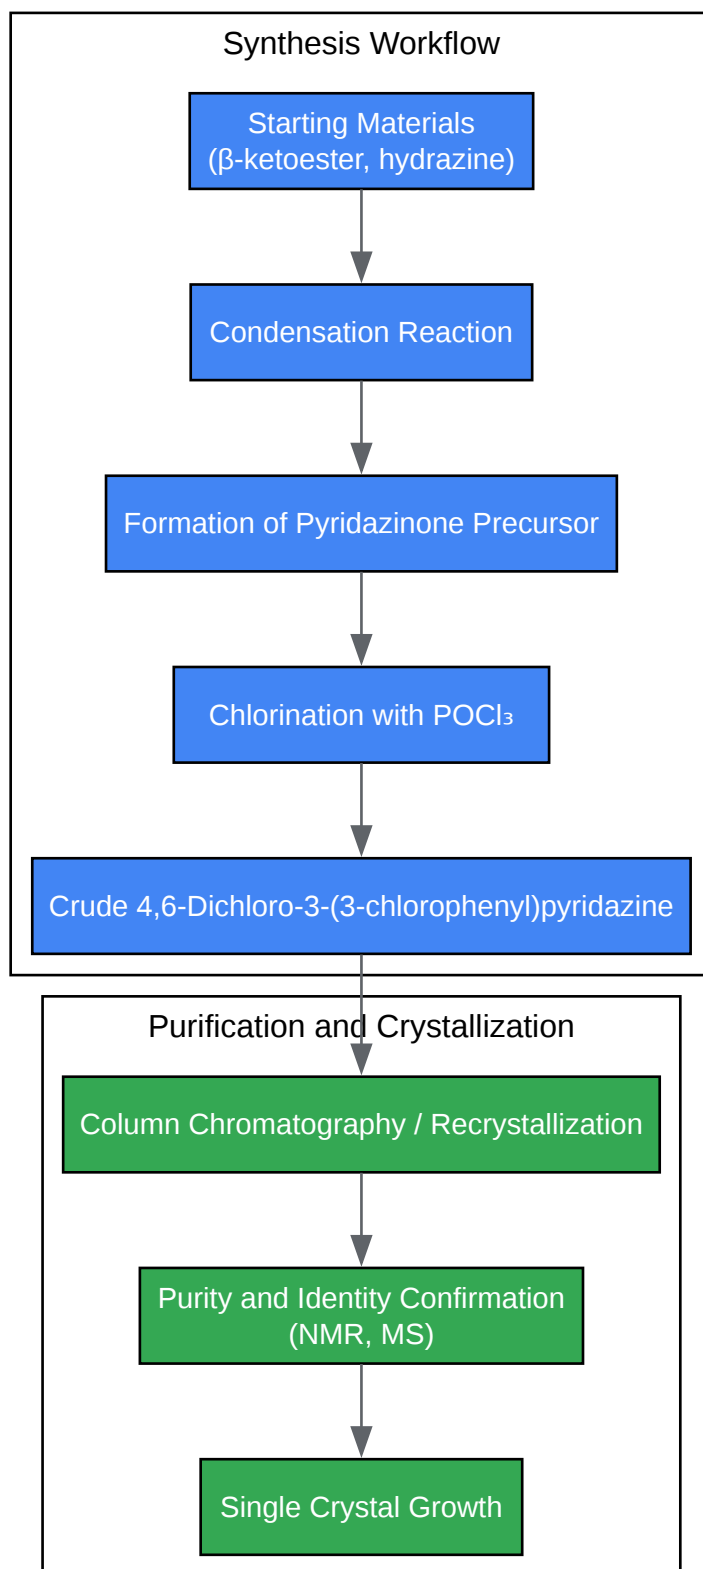 Synthesis Workflow
Starting Materials
(β-ketoester, hydrazine)
Condensation Reaction
Formation of Pyridazinone Precursor
Chlorination with POCl₃
Crude 4,6-Dichloro-3-(3-chlorophenyl)pyridazine
Purification and Crystallization
Column Chromatography / Recrystallization
Purity and Identity Confirmation
(NMR, MS)
Single Crystal Growth